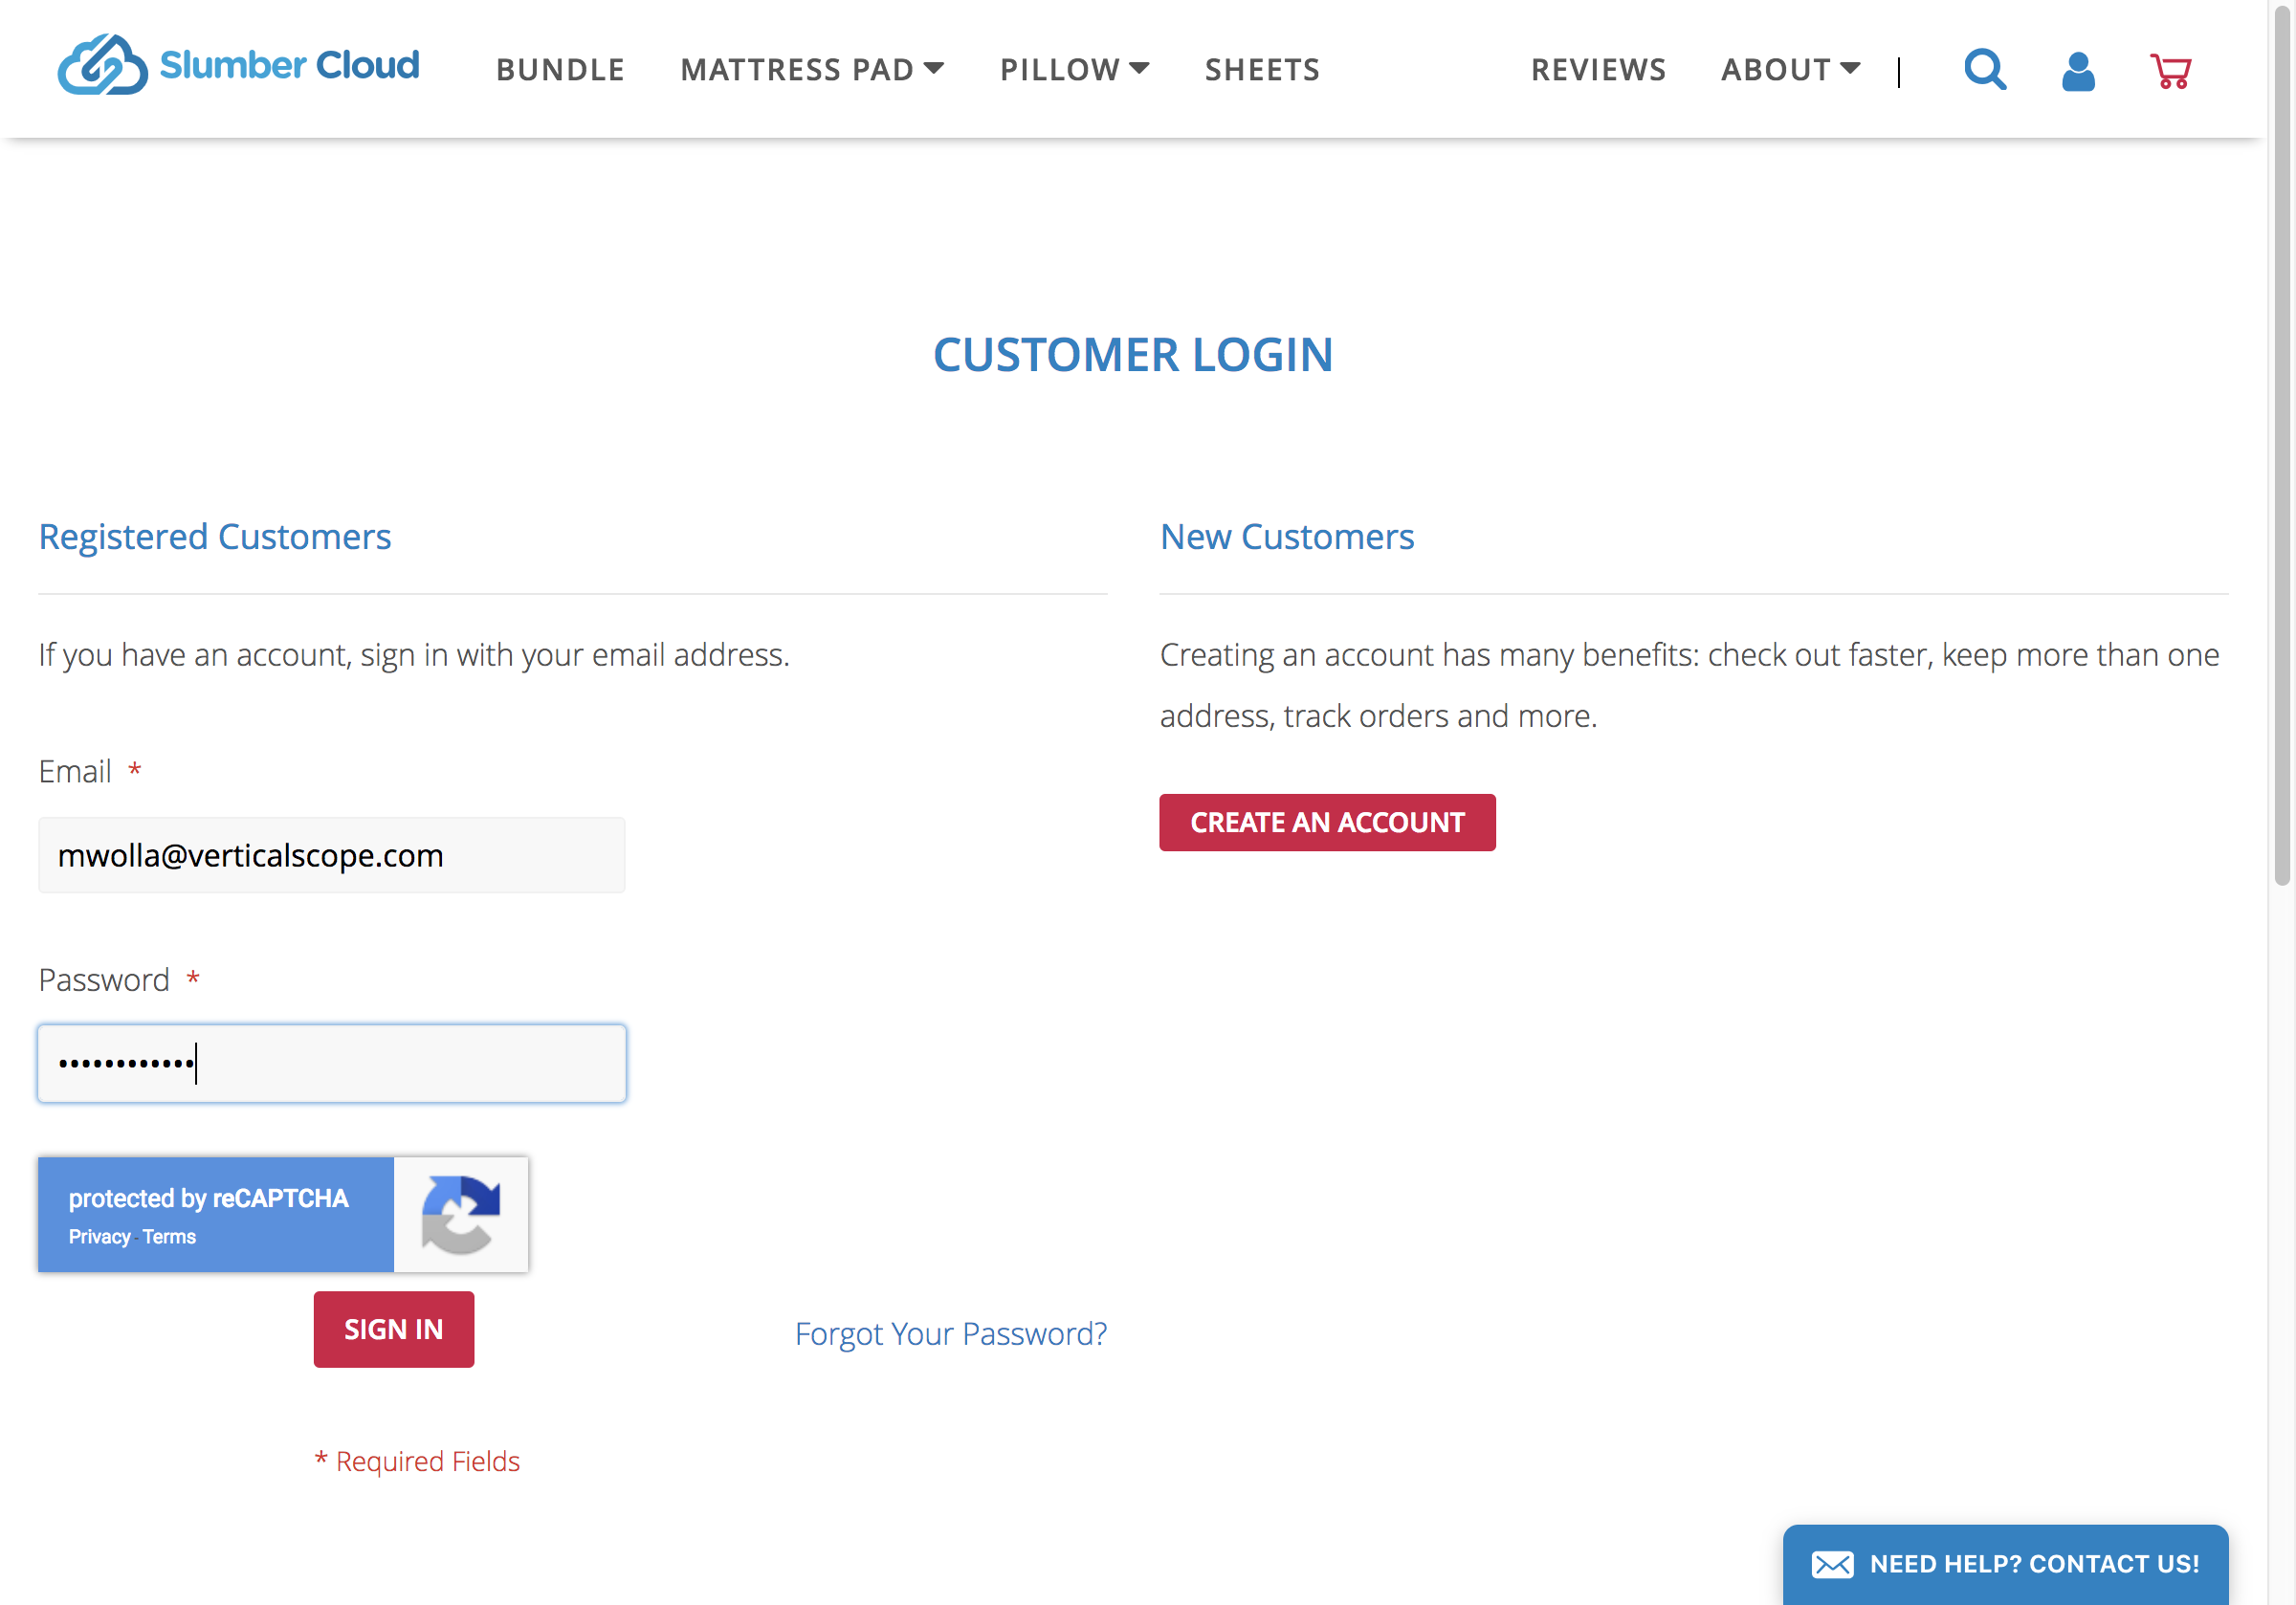 Slumber Cloud BUNDLE MATTRESS PAD PILLOW SHEETS REVIEWS ABOUT
CUSTOMER LOGIN
Registered Customers
If you have an account, sign in with your email address.
Email *
mwolla@verticalscope.com
Password *
••••••••••••
protected by reCAPTCHA
Privacy - Terms
SIGN IN
Forgot Your Password?
* Required Fields
New Customers
Creating an account has many benefits: check out faster, keep more than one
address, track orders and more.
CREATE AN ACCOUNT
NEED HELP? CONTACT US!